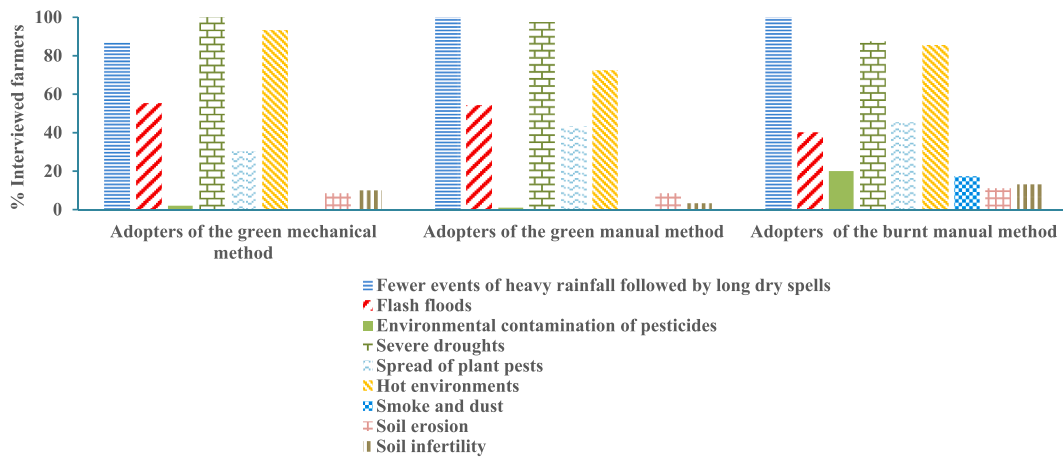 % Interviewed farmers
100
80
60
40
20
0
Adopters of the green mechanical
method
Adopters of the green manual method
Adopters of the burnt manual method
Fewer events of heavy rainfall followed by long dry spells
Flash floods
Environmental contamination of pesticides
Severe droughts
Spread of plant pests
Hot environments
Smoke and dust
Soil erosion
Soil infertility